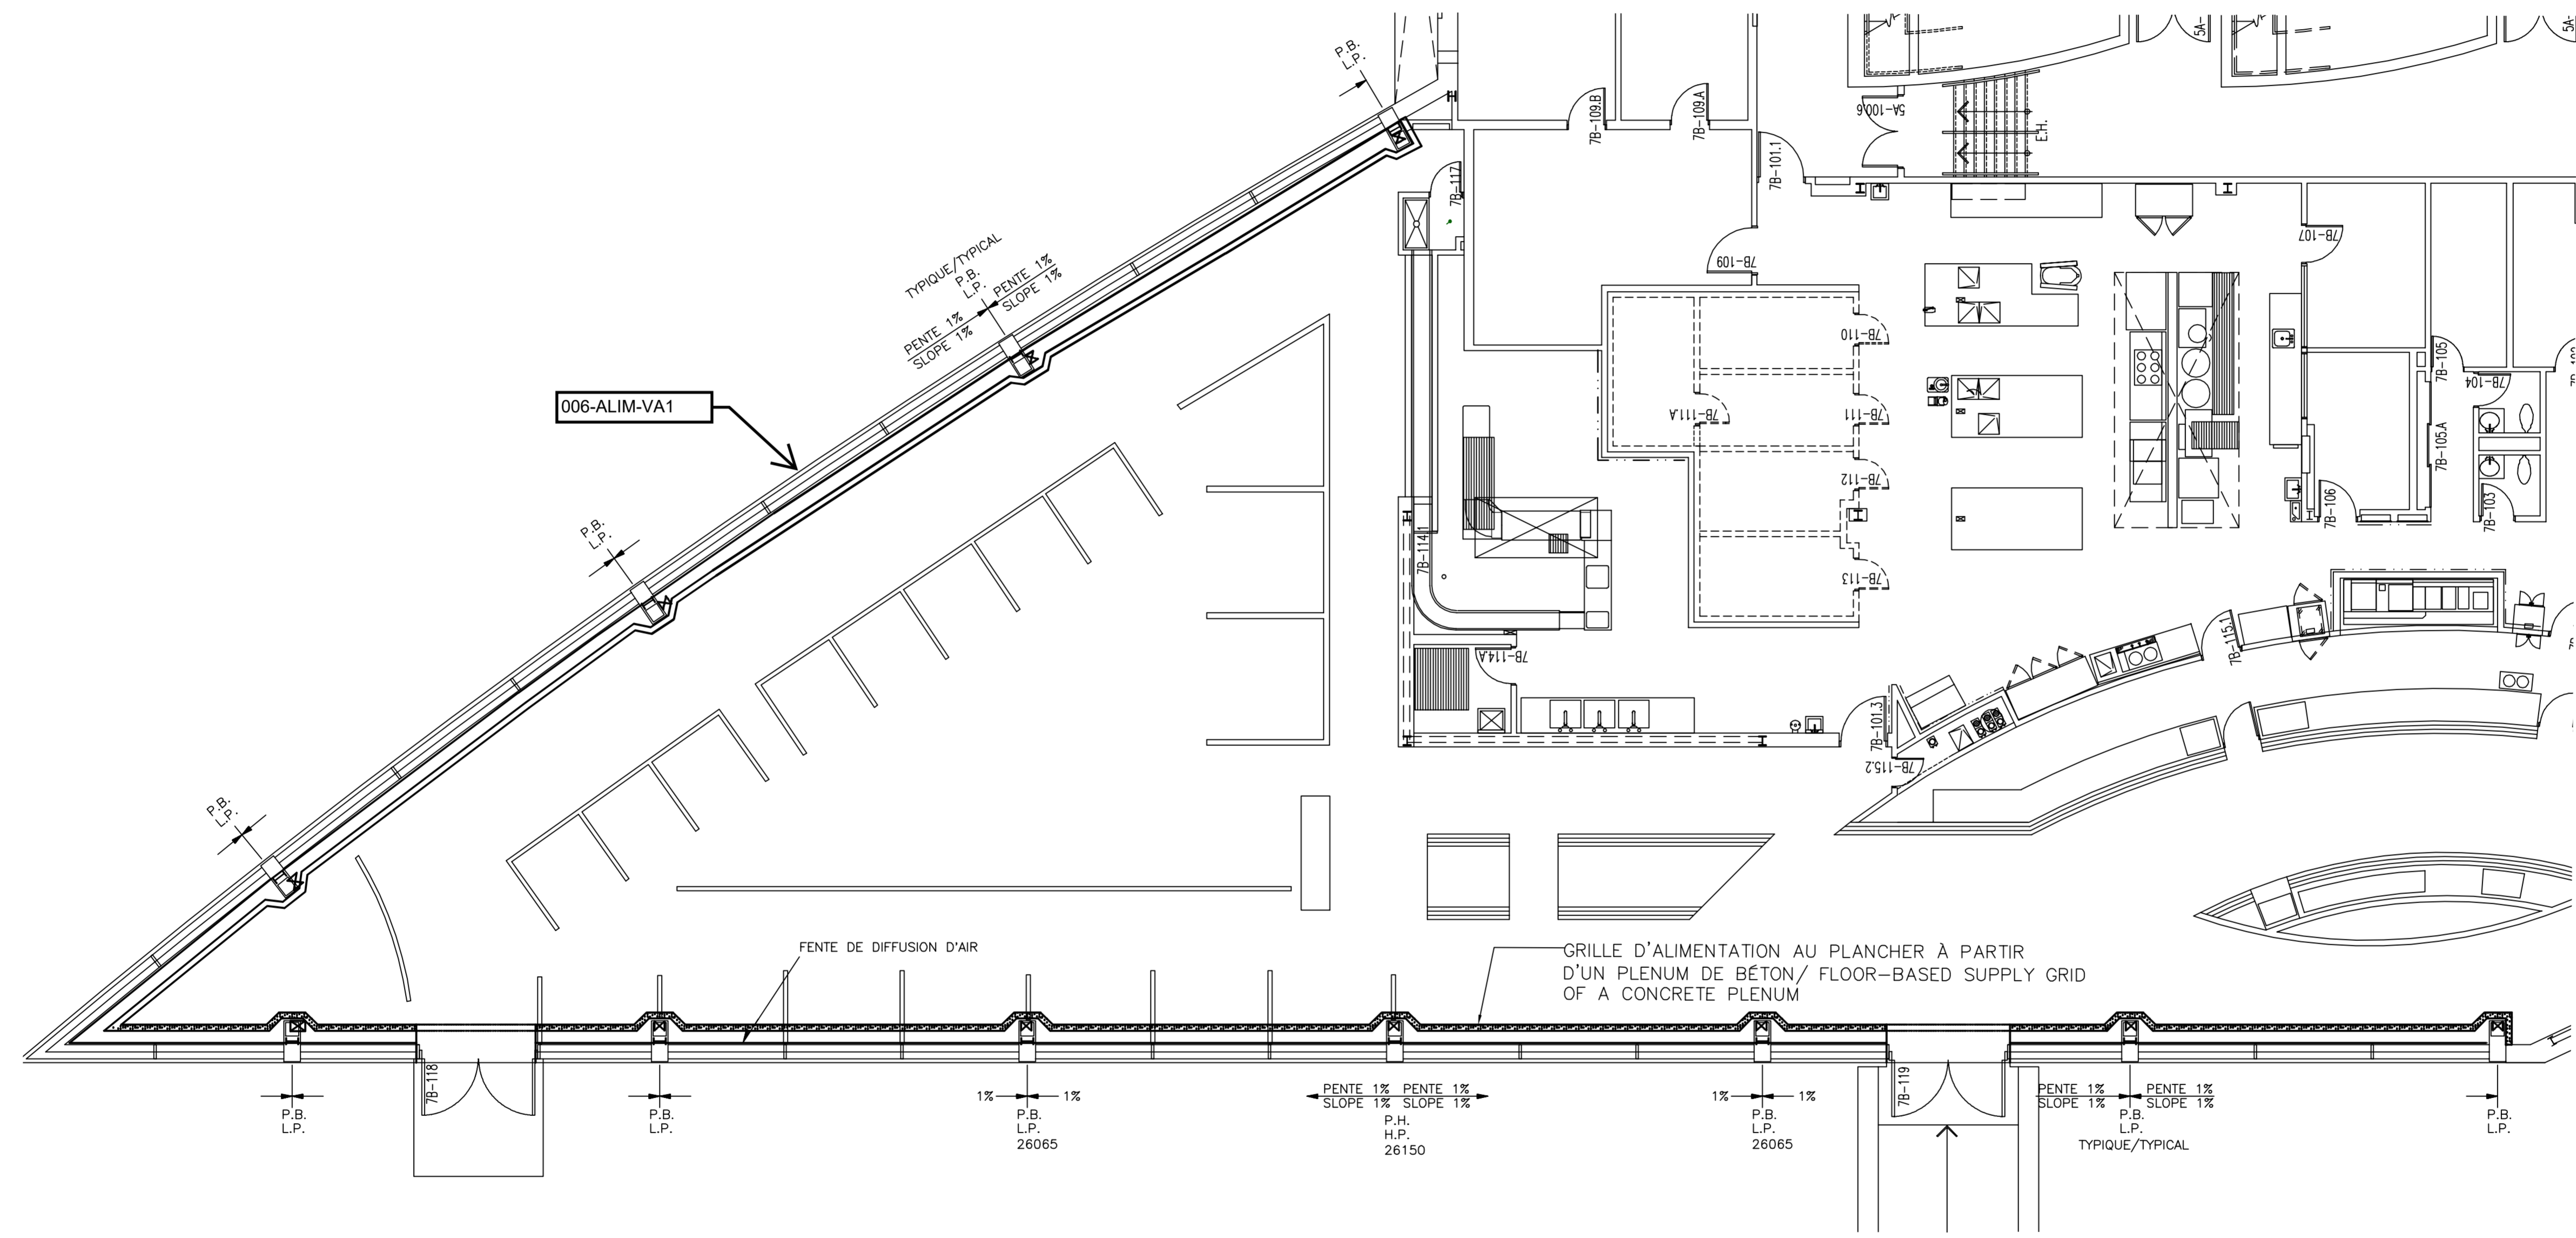 P.B.
L.P.
5A-
5A-
5A-100.6
E.H.
7B-109.B
7B-109.A
7B-101.1
7B-117
7B-109
7B-107
TYPIQUE/TYPICAL
P.B.
L.P.
PENTE 1%
SLOPE 1%
PENTE 1%
SLOPE 1%
7B-110
7B-111.A
7B-111
7B-112
7B-113
7B-105
7B-104
7B-105.A
7B-106
7B-103
006-ALIM-VA1
P.B.
L.P.
7B-114.1
7B-114.A
7B-115.1
7B-101.3
7B-115.2
P.B.
L.P.
FENTE DE DIFFUSION D'AIR
GRILLE D'ALIMENTATION AU PLANCHER À PARTIR
D'UN PLENUM DE BÉTON/ FLOOR-BASED SUPPLY GRID
OF A CONCRETE PLENUM
7B-118
7B-119
P.B.
L.P.
P.B.
L.P.
1% 1%
P.B.
L.P.
26065
PENTE 1% PENTE 1%
SLOPE 1% SLOPE 1%
P.H.
H.P.
26150
1% 1%
P.B.
L.P.
26065
PENTE 1% PENTE 1%
SLOPE 1% SLOPE 1%
P.B.
L.P.
TYPIQUE/TYPICAL
P.B.
L.P.